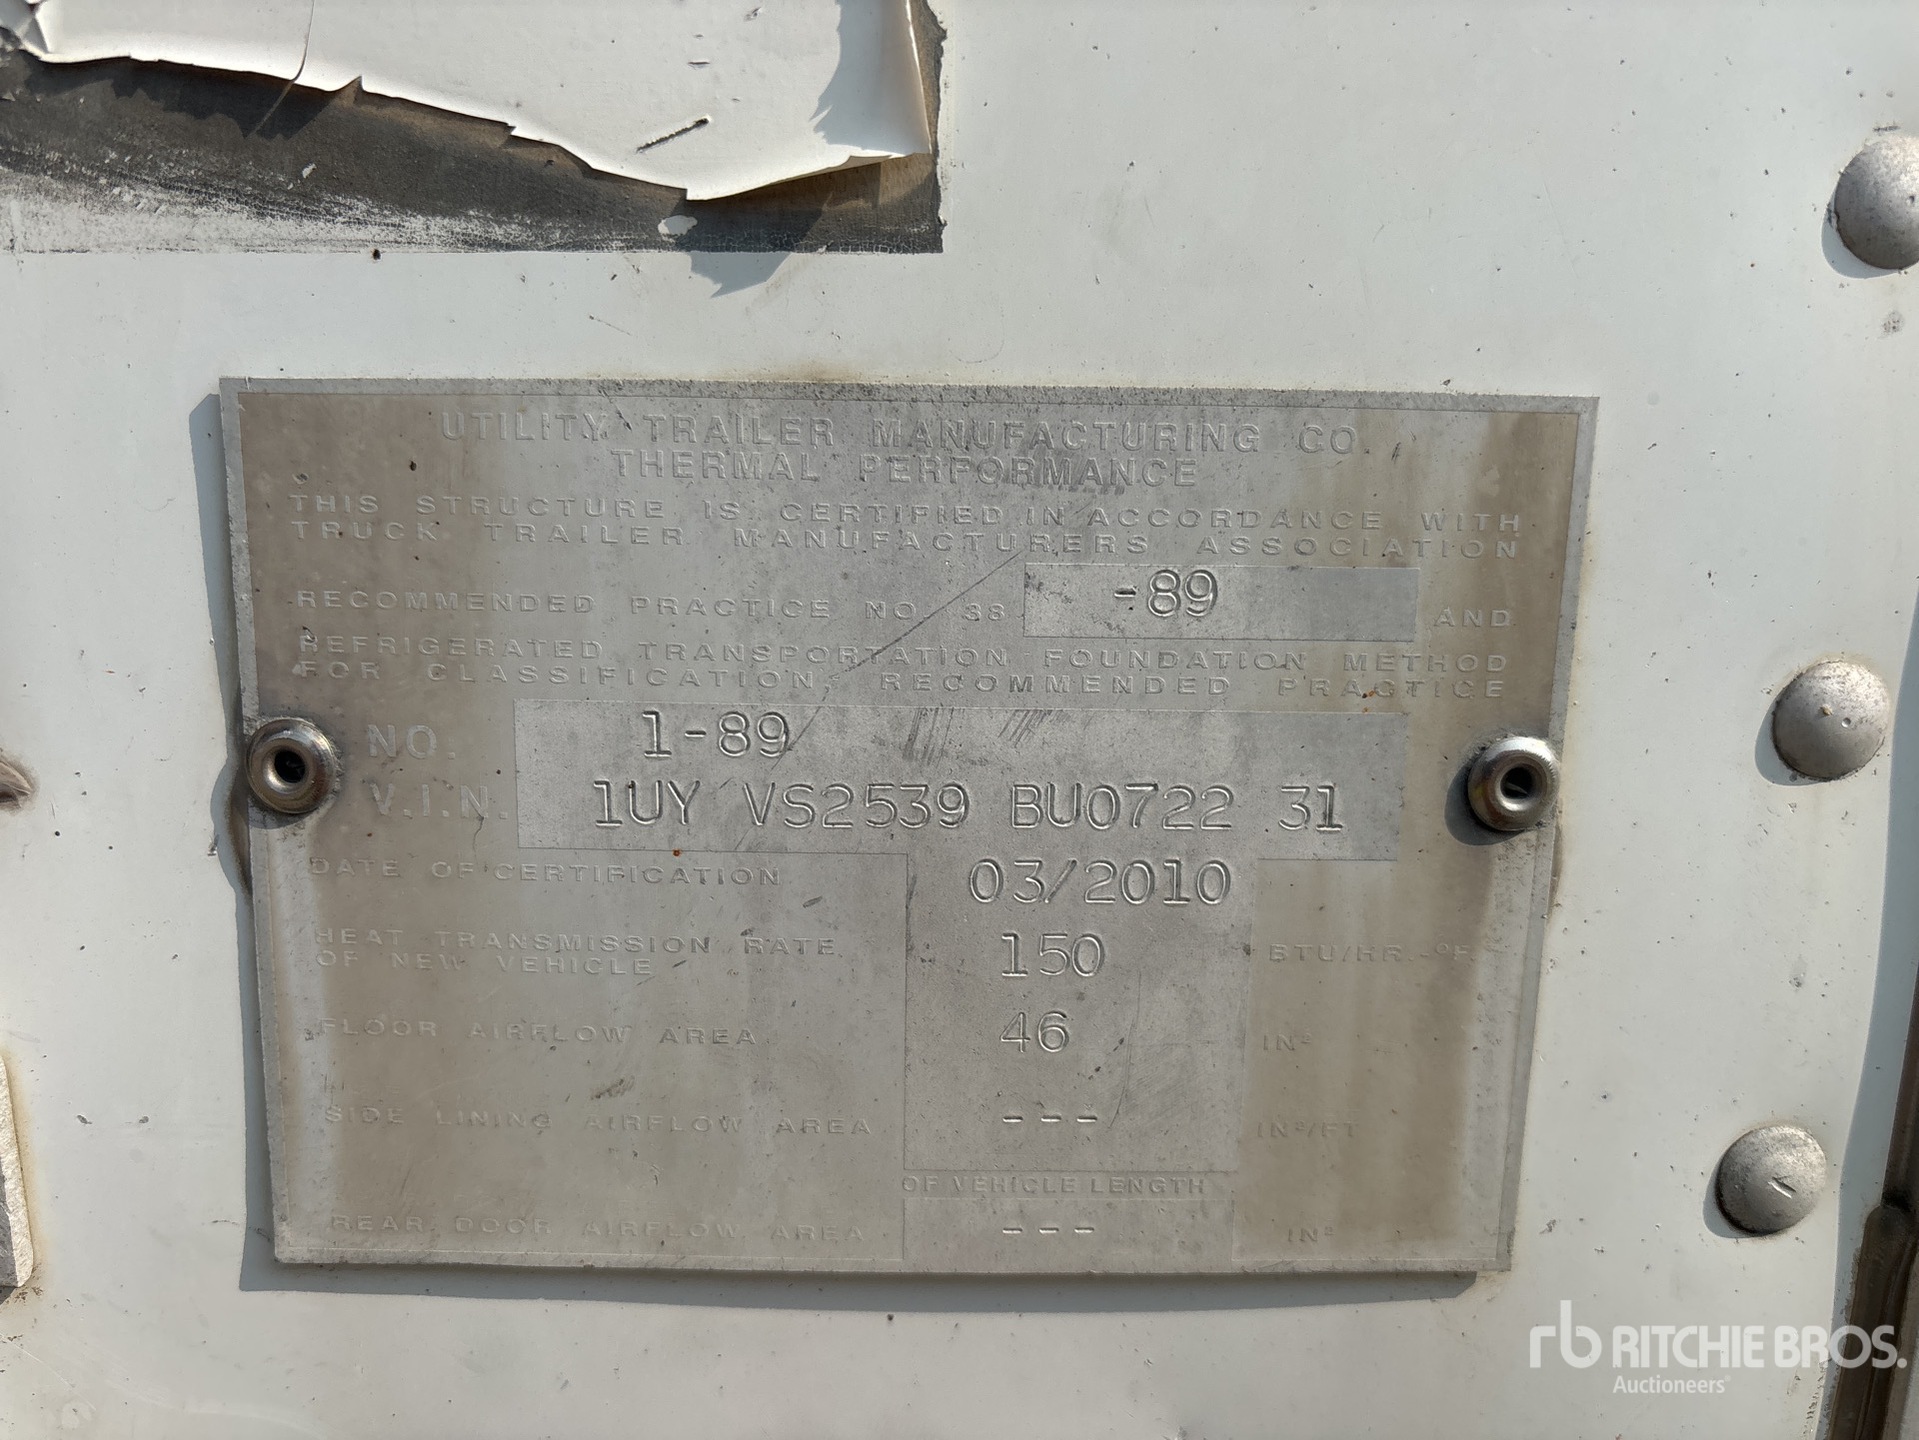 UTILITY TRAILER MANUFACTURING CO.
THERMAL PERFORMANCE
THIS STRUCTURE IS CERTIFIED IN ACCORDANCE WITH
TRUCK TRAILER MANUFACTURERS ASSOCIATION
RECOMMENDED PRACTICE NO. 38 -89 AND
REFRIGERATED TRANSPORTATION FOUNDATION METHOD
FOR CLASSIFICATION, RECOMMENDED PRACTICE
NO. 1-89
V.I.N. 1UY VS2539 BU0722 31
DATE OF CERTIFICATION 03/2010
HEAT TRANSMISSION RATE
OF NEW VEHICLE 150 BTU/HR.-°F.
FLOOR AIRFLOW AREA 46 IN²
SIDE LINING AIRFLOW AREA --- IN²/FT
OF VEHICLE LENGTH
REAR DOOR AIRFLOW AREA --- IN²
rb RITCHIE BROS.
Auctioneers